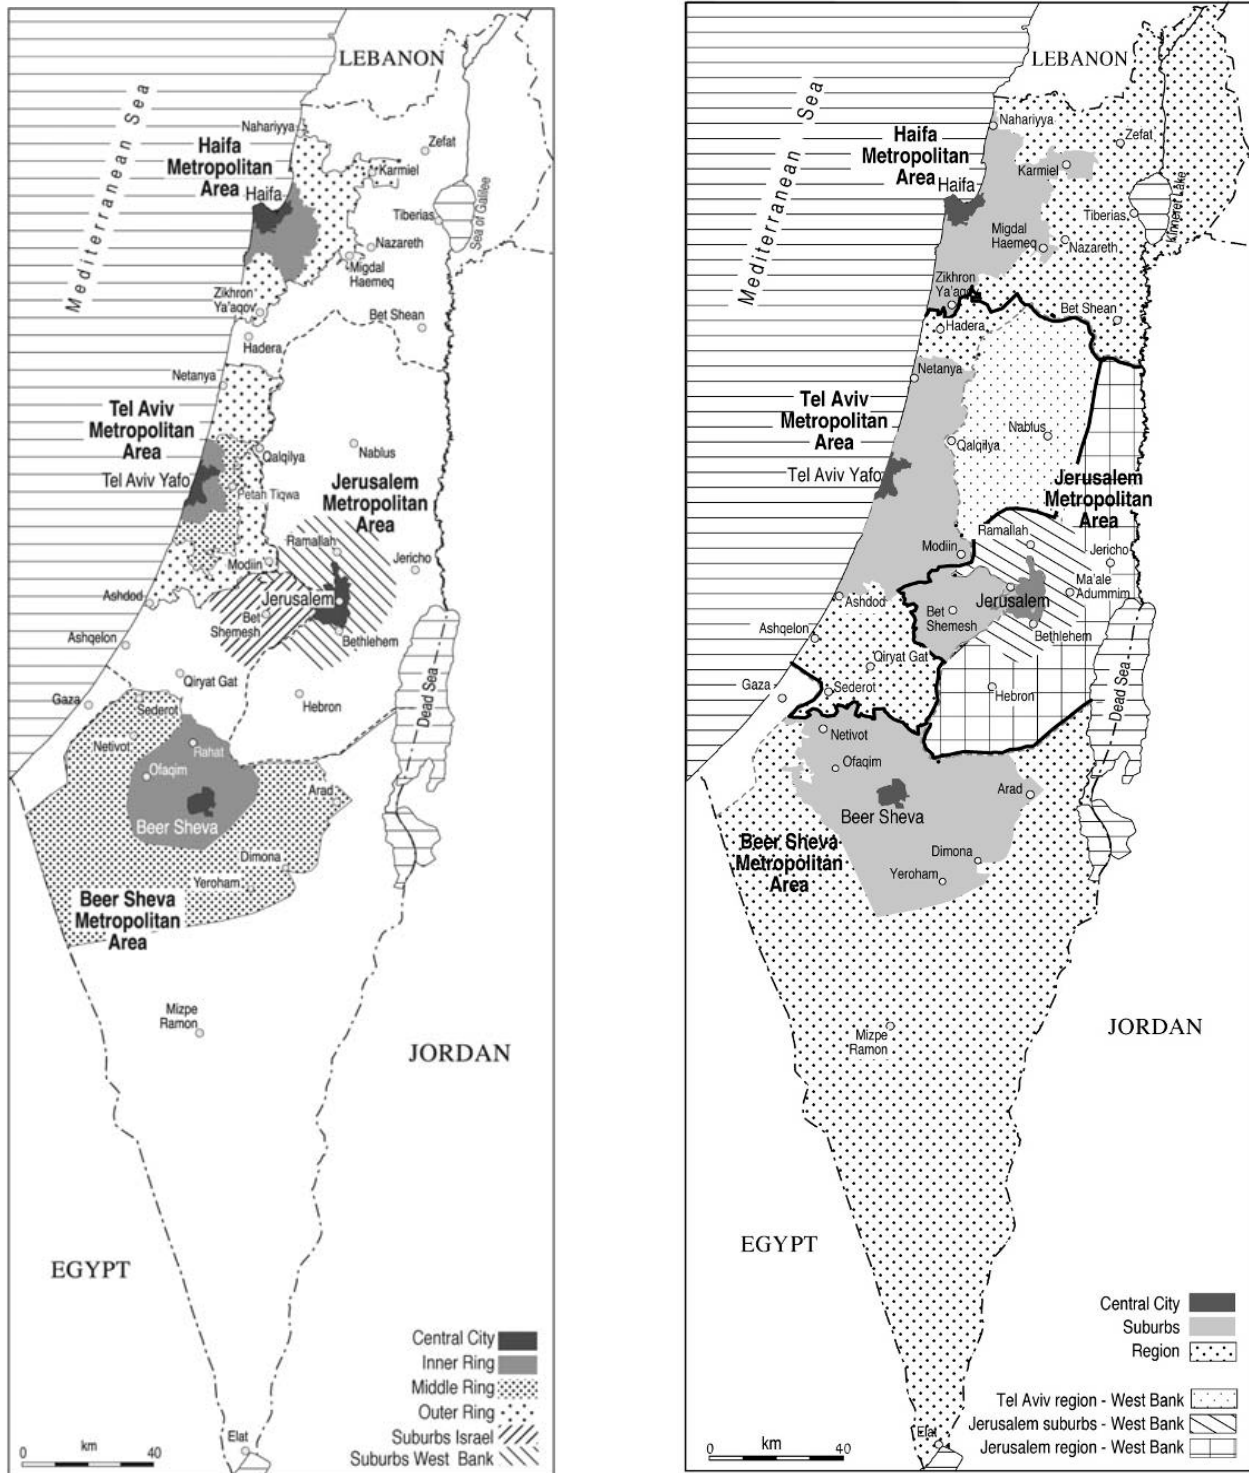 LEBANON
Mediterranean Sea
Nahariyya
Haifa
Metropolitan
Area
Zefat
Karmiel
Haifa
Tiberias
Sea of Galilee
Nazareth
Migdal
Haemeq
Zikhron
Ya'aqov
Bet Shean
Hadera
Netanya
Tel Aviv
Metropolitan
Area
Nablus
Qalqilya
Tel Aviv Yafo
Petah Tiqwa
Jerusalem
Metropolitan
Area
Ramallah
Modiin
Jericho
Ashdod
Jerusalem
Bet
Shemesh
Ashqelon
Bethlehem
Qiryat Gat
Gaza
Sederot
Hebron
Dead Sea
Netivot
Rahat
Ofaqim
Arad
Beer Sheva
Dimona
Yeroham
Beer Sheva
Metropolitan
Area
Mizpe
Ramon
JORDAN
EGYPT
Central City
Inner Ring
Middle Ring
Outer Ring
Suburbs Israel
Suburbs West Bank
Elat
0 km 40
LEBANON
Mediterranean Sea
Nahariyya
Haifa
Metropolitan
Area
Zefat
Karmiel
Haifa
Tiberias
Kinneret Lake
Migdal
Haemeq
Nazareth
Zikhron
Ya'aqov
Bet Shean
Hadera
Netanya
Tel Aviv
Metropolitan
Area
Nablus
Qalqilya
Tel Aviv Yafo
Jerusalem
Metropolitan
Area
Ramallah
Modiin
Jericho
Ma'ale
Adummim
Ashdod
Jerusalem
Bet
Shemesh
Ashqelon
Bethlehem
Qiryat Gat
Gaza
Sederot
Hebron
Dead Sea
Netivot
Ofaqim
Arad
Beer Sheva
Beer Sheva
Metropolitan
Area
Dimona
Yeroham
Mizpe
Ramon
JORDAN
EGYPT
Central City
Suburbs
Region
Tel Aviv region - West Bank
Jerusalem suburbs - West Bank
Jerusalem region - West Bank
Elat
0 km 40